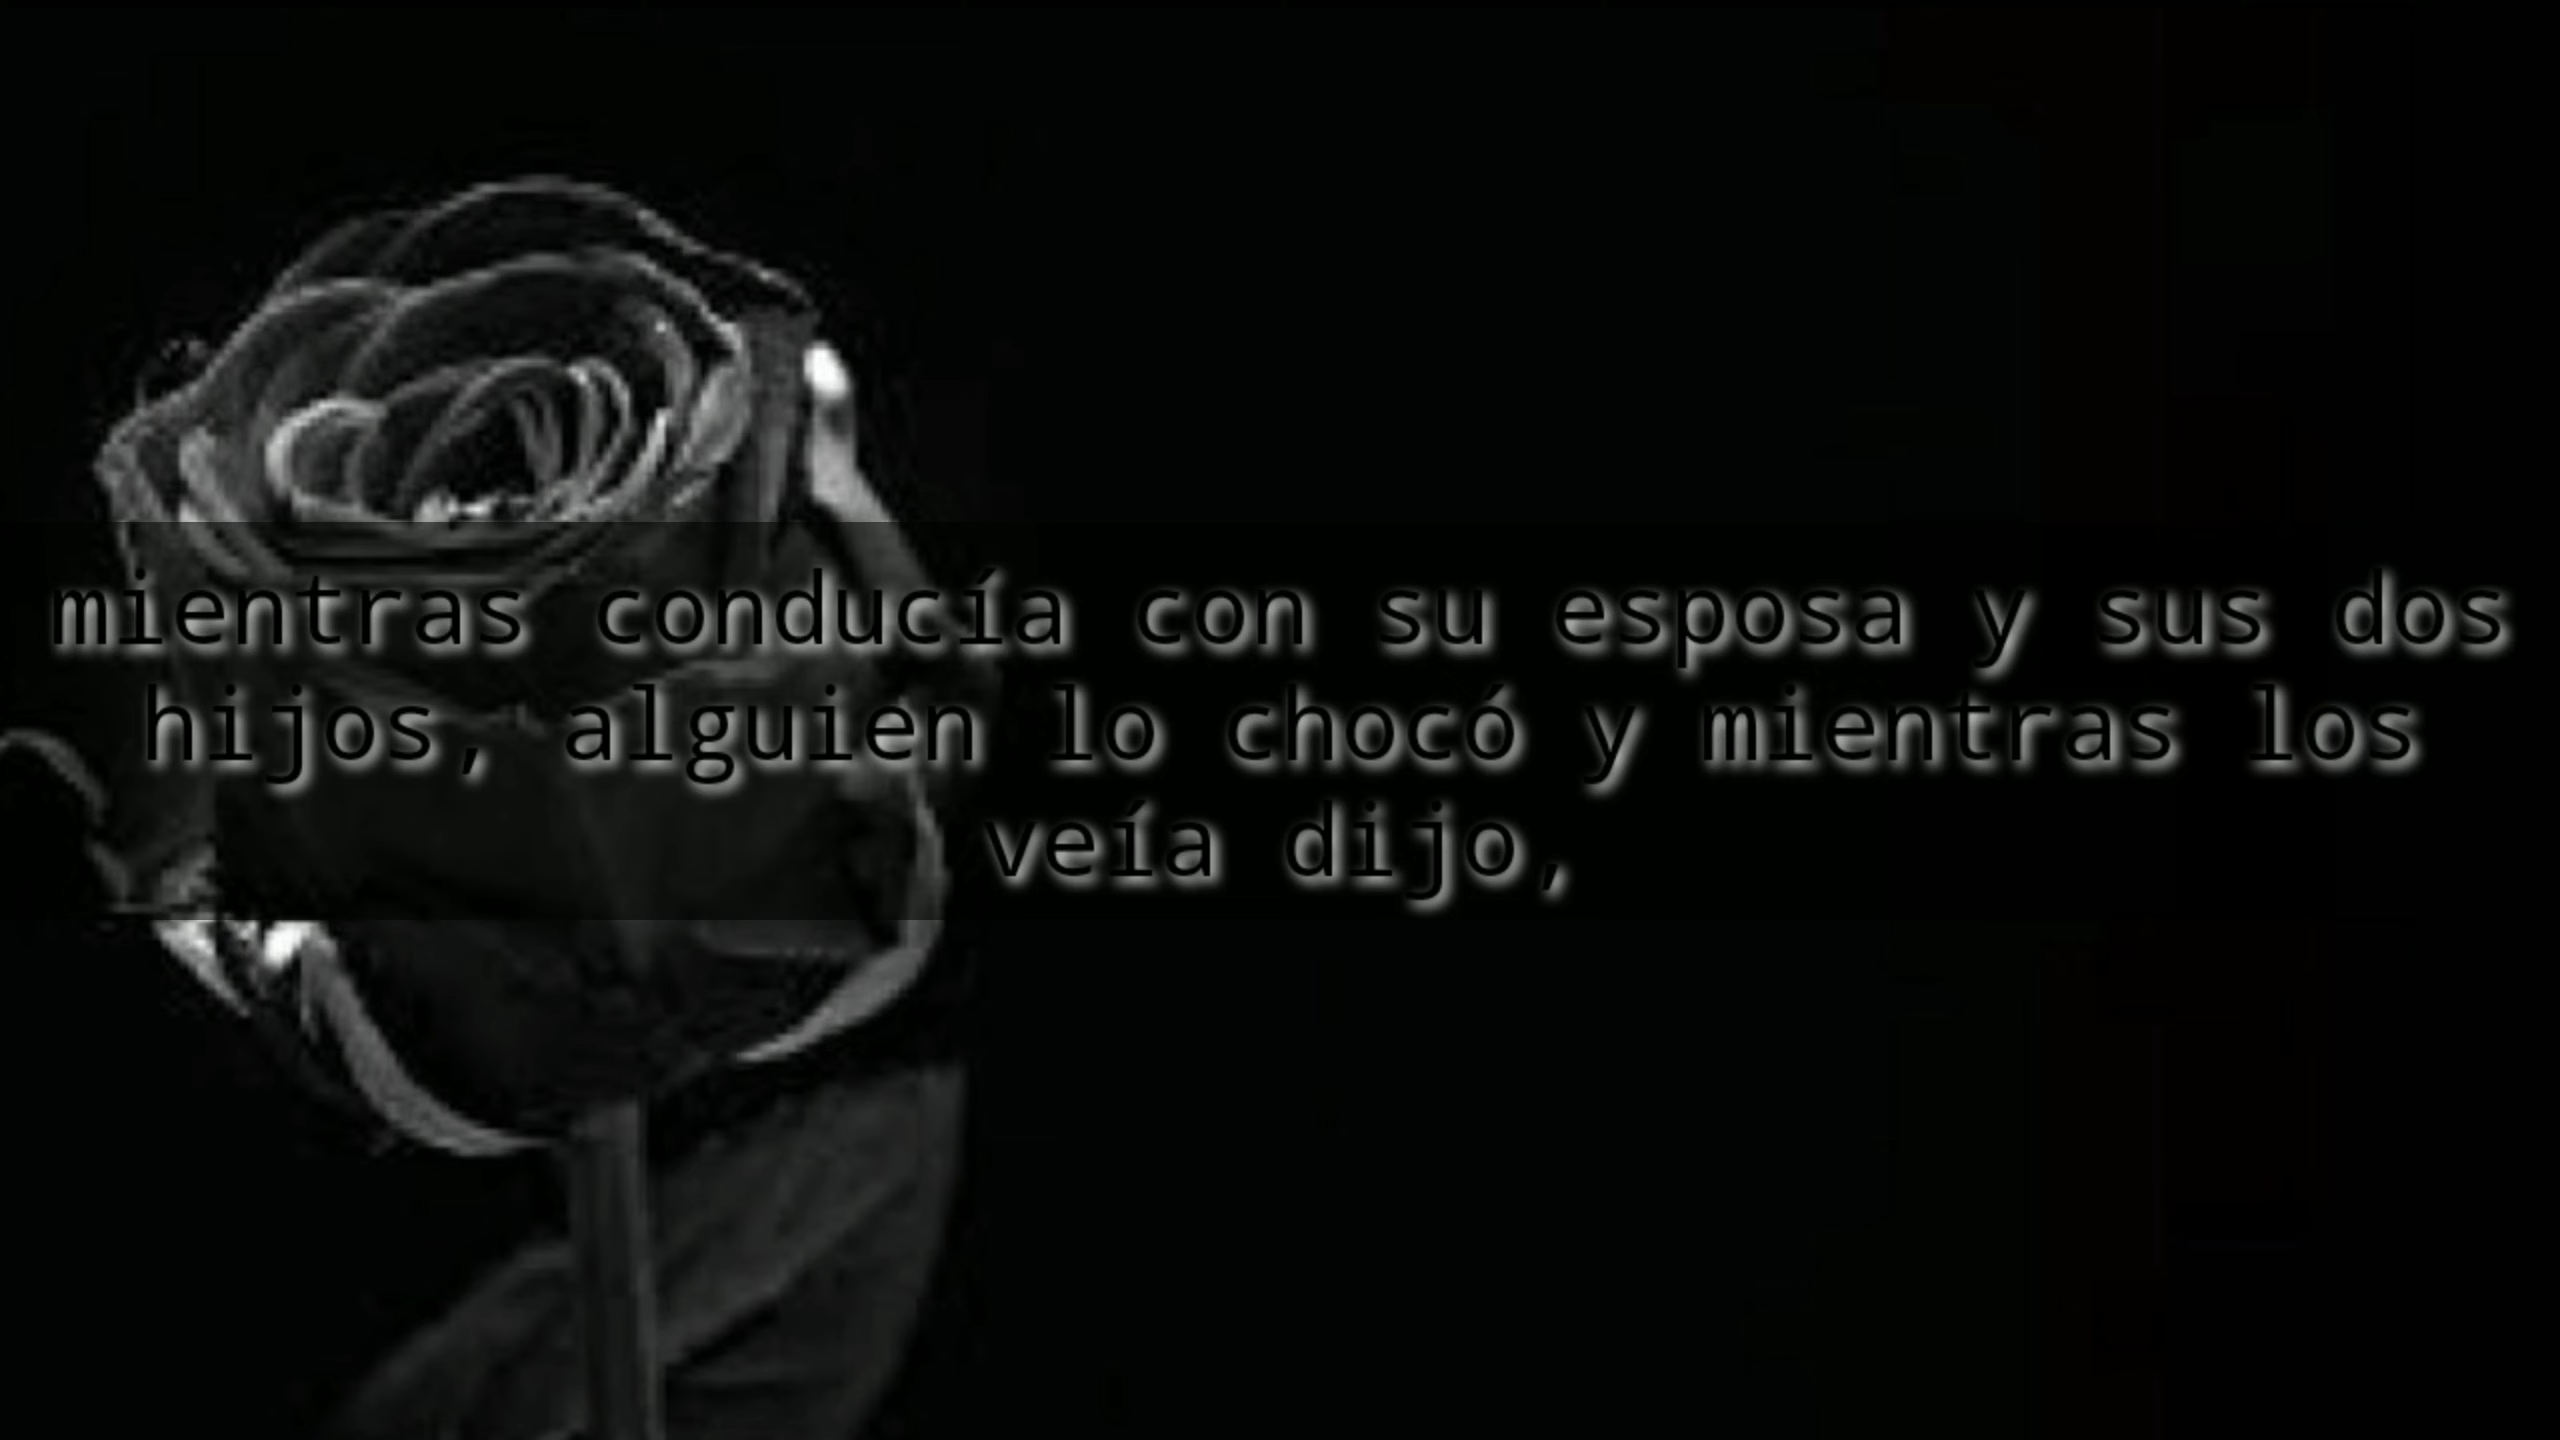 mientras conducía con su esposa y sus dos
hijos, alguien lo chocó y mientras los
veía dijo,